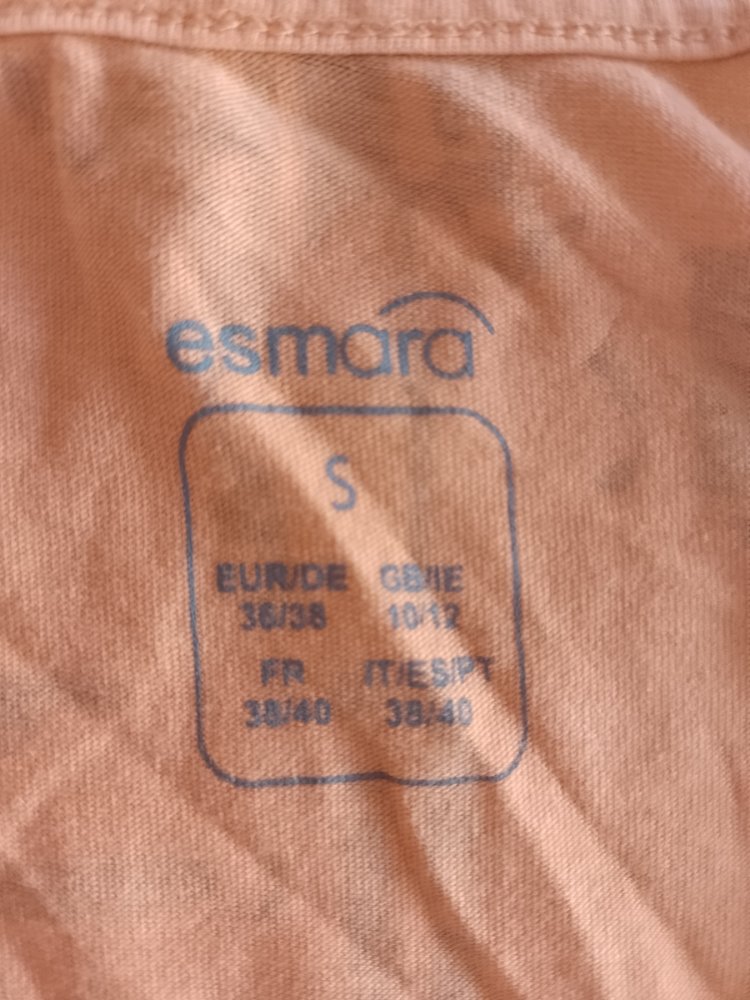 esmara
S
EUR/DE GB/IE
36/38 10/12
FR IT/ES/PT
38/40 38/40